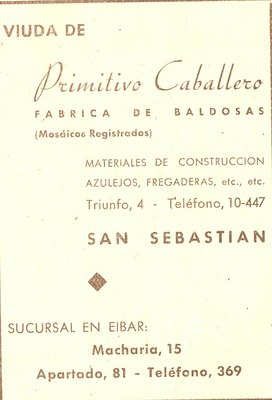 VIUDA DE
Primitivo Caballero
FABRICA DE BALDOSAS
(Mosáicos Registrados)
MATERIALES DE CONSTRUCCION
AZULEJOS, FREGADERAS, etc., etc.
Triunfo, 4 - Teléfono, 10-447
SAN SEBASTIAN
SUCURSAL EN EIBAR:
Macharia, 15
Apartado, 81 - Teléfono, 369